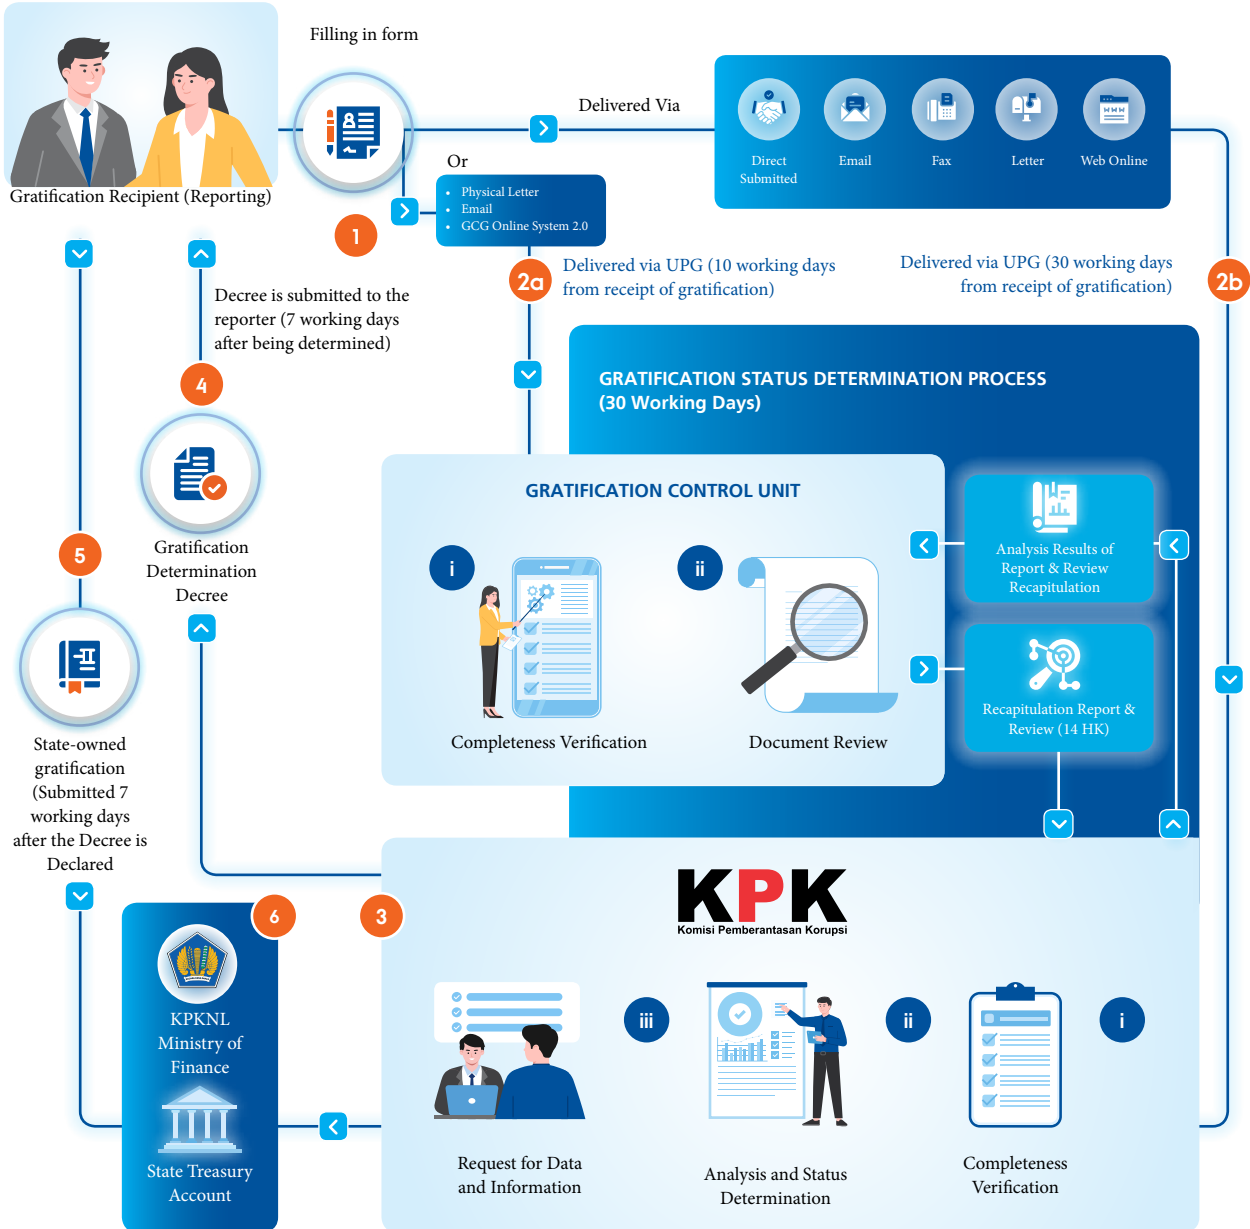 Filling in form
Delivered Via
Direct
Submitted
Email
Fax
Letter
Web Online
Gratification Recipient (Reporting)
1
Or
• Physical Letter
• Email
• GCG Online System 2.0
2a
Delivered via UPG (10 working days
from receipt of gratification)
Delivered via UPG (30 working days
from receipt of gratification)
2b
Decree is submitted to the
reporter (7 working days
after being determined)
4
Gratification
Determination
Decree
5
State-owned
gratification
(Submitted 7
working days
after the Decree is
Declared
GRATIFICATION STATUS DETERMINATION PROCESS
(30 Working Days)
GRATIFICATION CONTROL UNIT
i
Completeness Verification
ii
Document Review
Analysis Results of
Report & Review
Recapitulation
Recapitulation Report &
Review (14 HK)
6
KPKNL
Ministry of
Finance
State Treasury
Account
3
KPK
Komisi Pemberantasan Korupsi
iii
Request for Data
and Information
ii
Analysis and Status
Determination
i
Completeness
Verification